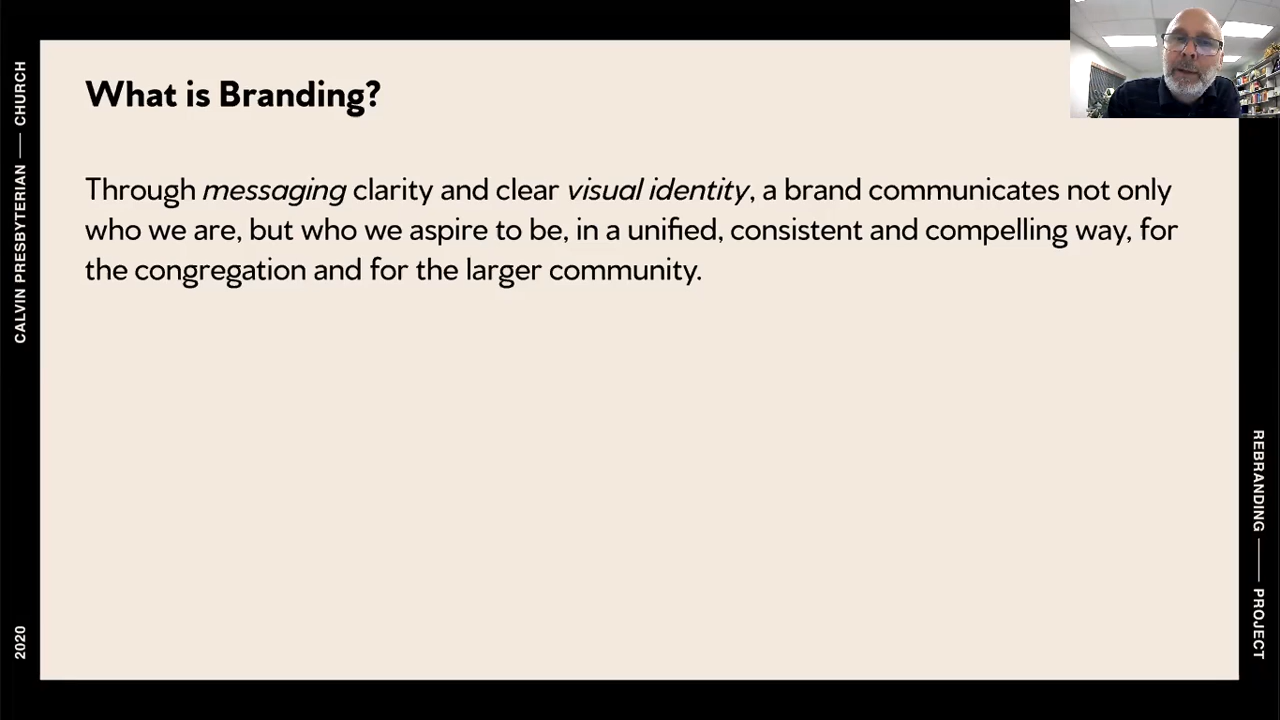 What is Branding?
Through messaging clarity and clear visual identity, a brand communicates not only
who we are, but who we aspire to be, in a unified, consistent and compelling way, for
the congregation and for the larger community.
CALVIN PRESBYTERIAN — CHURCH
2020
REBRANDING — PROJECT